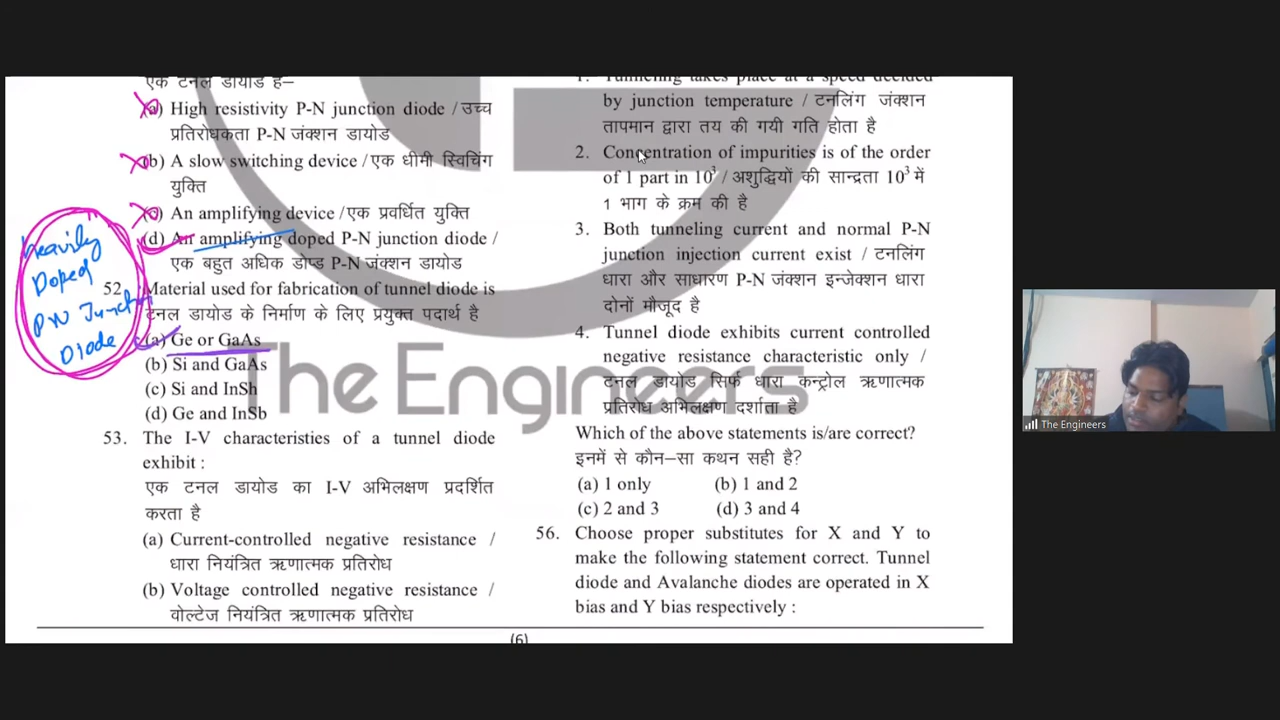 एक टनल डायोड है–
(a) High resistivity P-N junction diode / उच्च
प्रतिरोधकता P-N जंक्शन डायोड
(b) A slow switching device / एक धीमी स्विचिंग
युक्ति
An amplifying device / एक प्रवर्धित युक्ति
(d) An amplifying doped P-N junction diode /
एक बहुत अधिक डोप्ड P-N जंक्शन डायोड
heavily
Doped
PN Junction
Diode
52. Material used for fabrication of tunnel diode is
टनल डायोड के निर्माण के लिए प्रयुक्त पदार्थ है
(a) Ge or GaAs
(b) Si and GaAs
(c) Si and InSh
(d) Ge and InSb
53. The I-V characteristics of a tunnel diode
exhibit :
एक टनल डायोड का I-V अभिलक्षण प्रदर्शित
करता है
(a) Current-controlled negative resistance /
धारा नियंत्रित ऋणात्मक प्रतिरोध
(b) Voltage controlled negative resistance /
वोल्टेज नियंत्रित ऋणात्मक प्रतिरोध
1. Tunneling takes place at a speed decided
by junction temperature / टनलिंग जंक्शन
तापमान द्वारा तय की गयी गति होता है
2. Concentration of impurities is of the order
of 1 part in 10³ / अशुद्धियों की सान्द्रता 10³ में
1 भाग के क्रम की है
3. Both tunneling current and normal P-N
junction injection current exist / टनलिंग
धारा और साधारण P-N जंक्शन इन्जेक्शन धारा
दोनों मौजूद है
4. Tunnel diode exhibits current controlled
negative resistance characteristic only /
टनल डायोड सिर्फ धारा कन्ट्रोल ऋणात्मक
प्रतिरोध अभिलक्षण दर्शाता है
Which of the above statements is/are correct?
इनमें से कौन–सा कथन सही है?
(a) 1 only (b) 1 and 2
(c) 2 and 3 (d) 3 and 4
56. Choose proper substitutes for X and Y to
make the following statement correct. Tunnel
diode and Avalanche diodes are operated in X
bias and Y bias respectively :
(6)
The Engineers
The Engineers